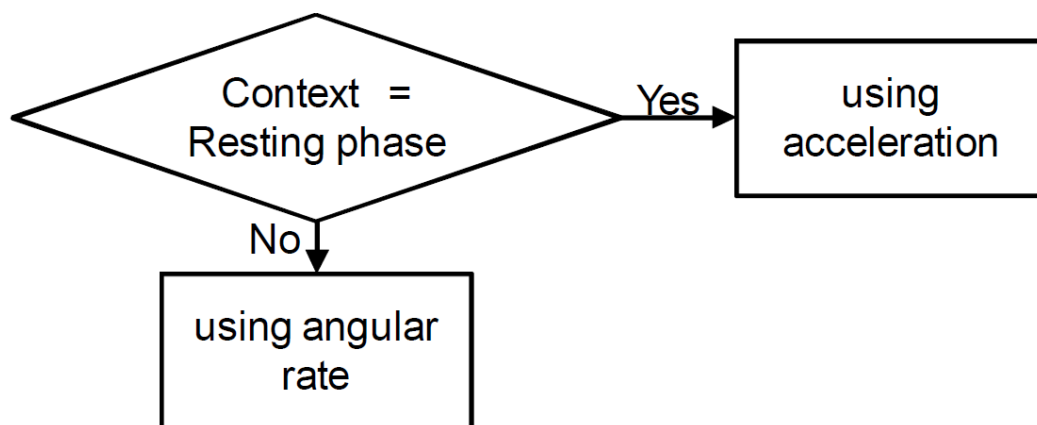 Context =
Resting phase
Yes
using
acceleration
No
using angular
rate